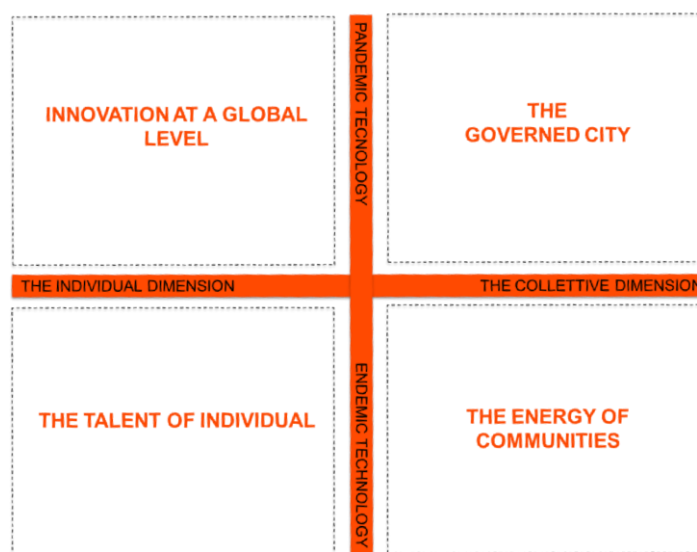 INNOVATION AT A GLOBAL
LEVEL
PANDEMIC TECNOLOGY
THE
GOVERNED CITY
THE INDIVIDUAL DIMENSION
THE COLLETTIVE DIMENSION
THE TALENT OF INDIVIDUAL
ENDEMIC TECHNOLOGY
THE ENERGY OF
COMMUNITIES